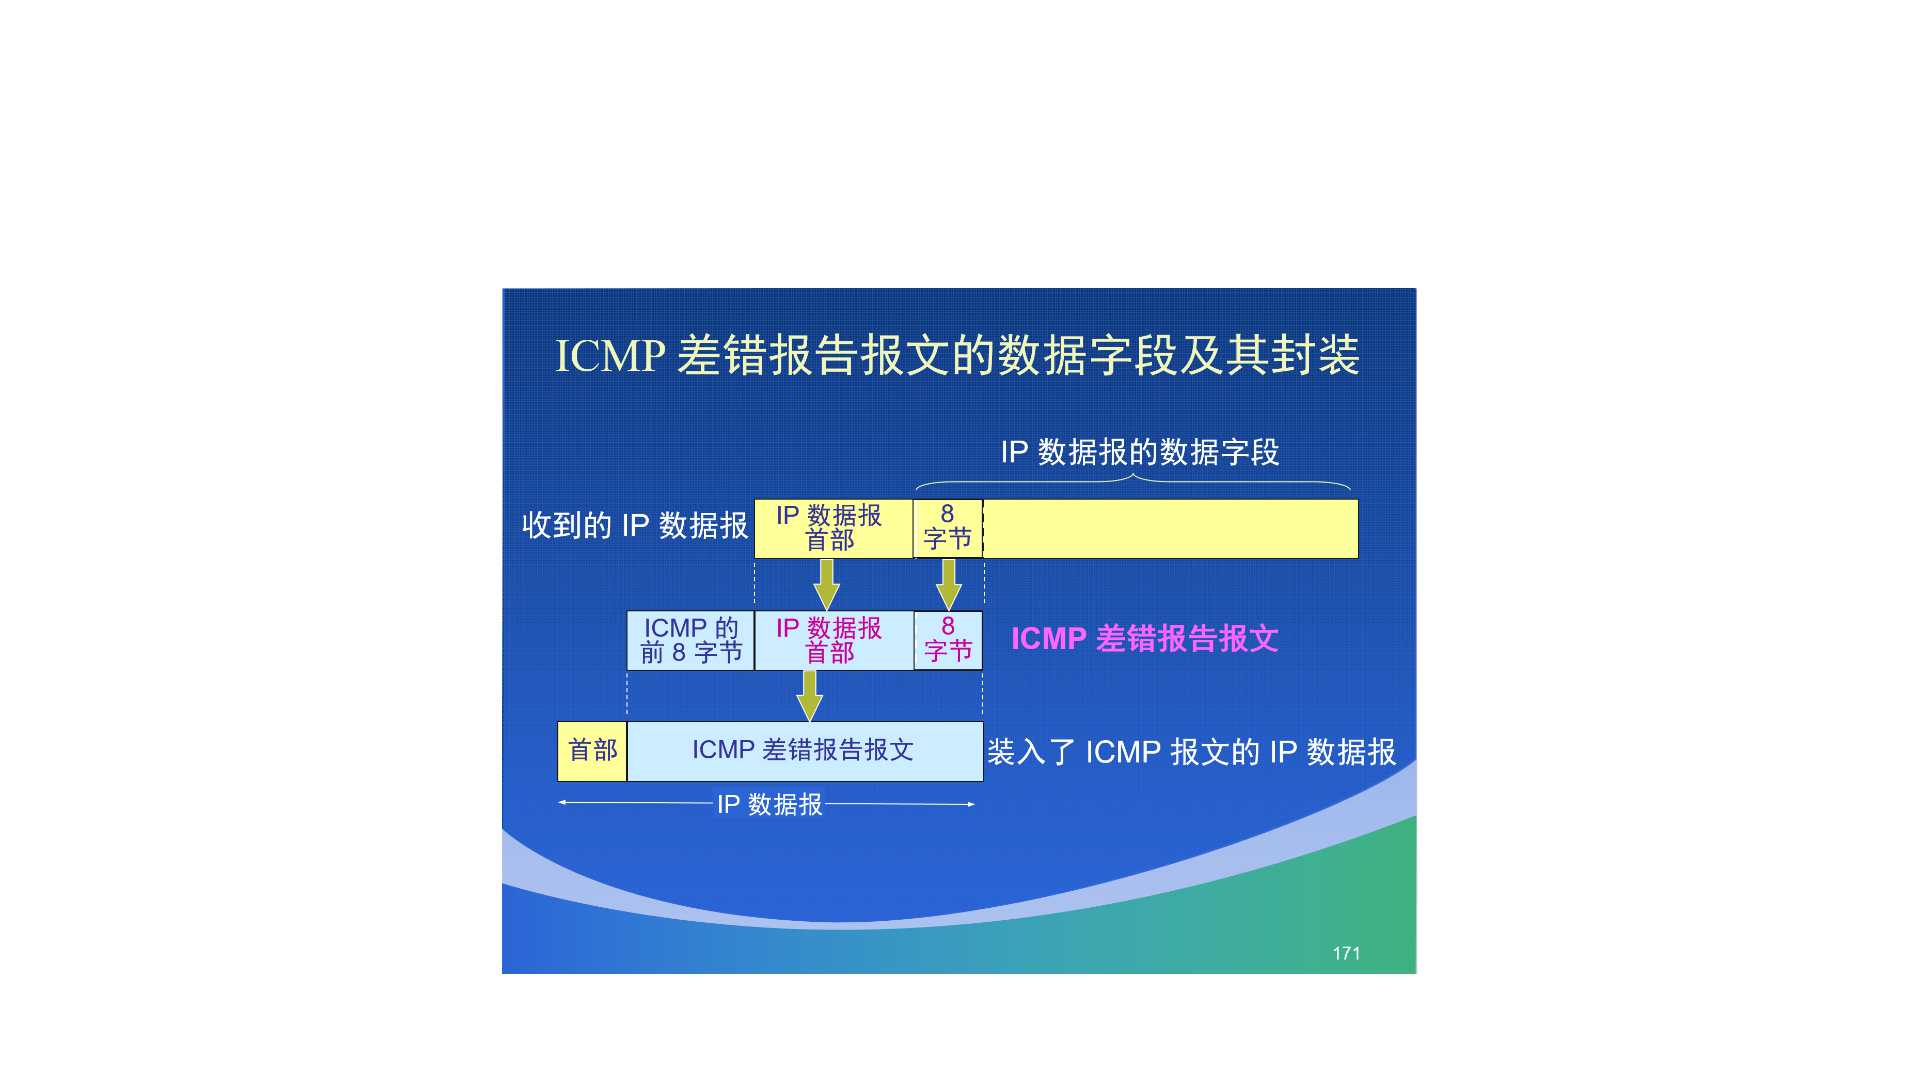 ICMP 差错报告报文的数据字段及其封装
IP 数据报的数据字段
收到的 IP 数据报
IP 数据报
首部
8
字节
ICMP 的
前 8 字节
IP 数据报
首部
8
字节
ICMP 差错报告报文
首部
ICMP 差错报告报文
装入了 ICMP 报文的 IP 数据报
IP 数据报
171